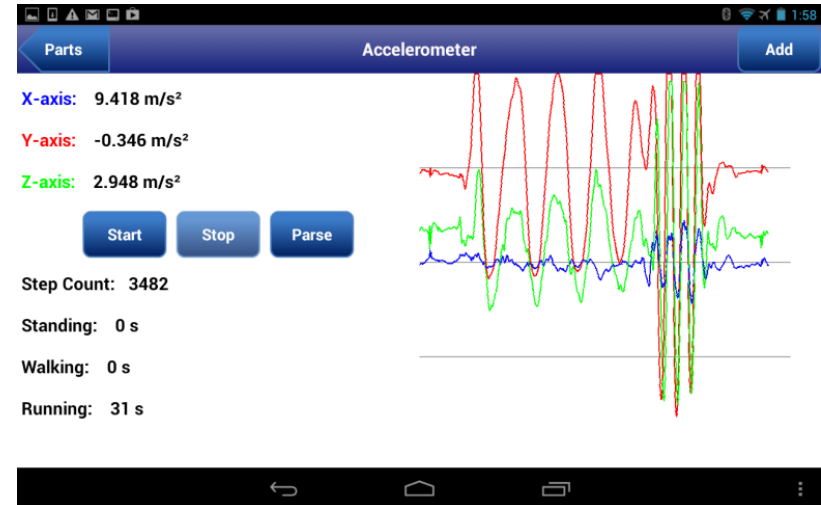 1:58
Parts
Accelerometer
Add
X-axis: 9.418 m/s²
Y-axis: -0.346 m/s²
Z-axis: 2.948 m/s²
Start Stop Parse
Step Count: 3482
Standing: 0 s
Walking: 0 s
Running: 31 s